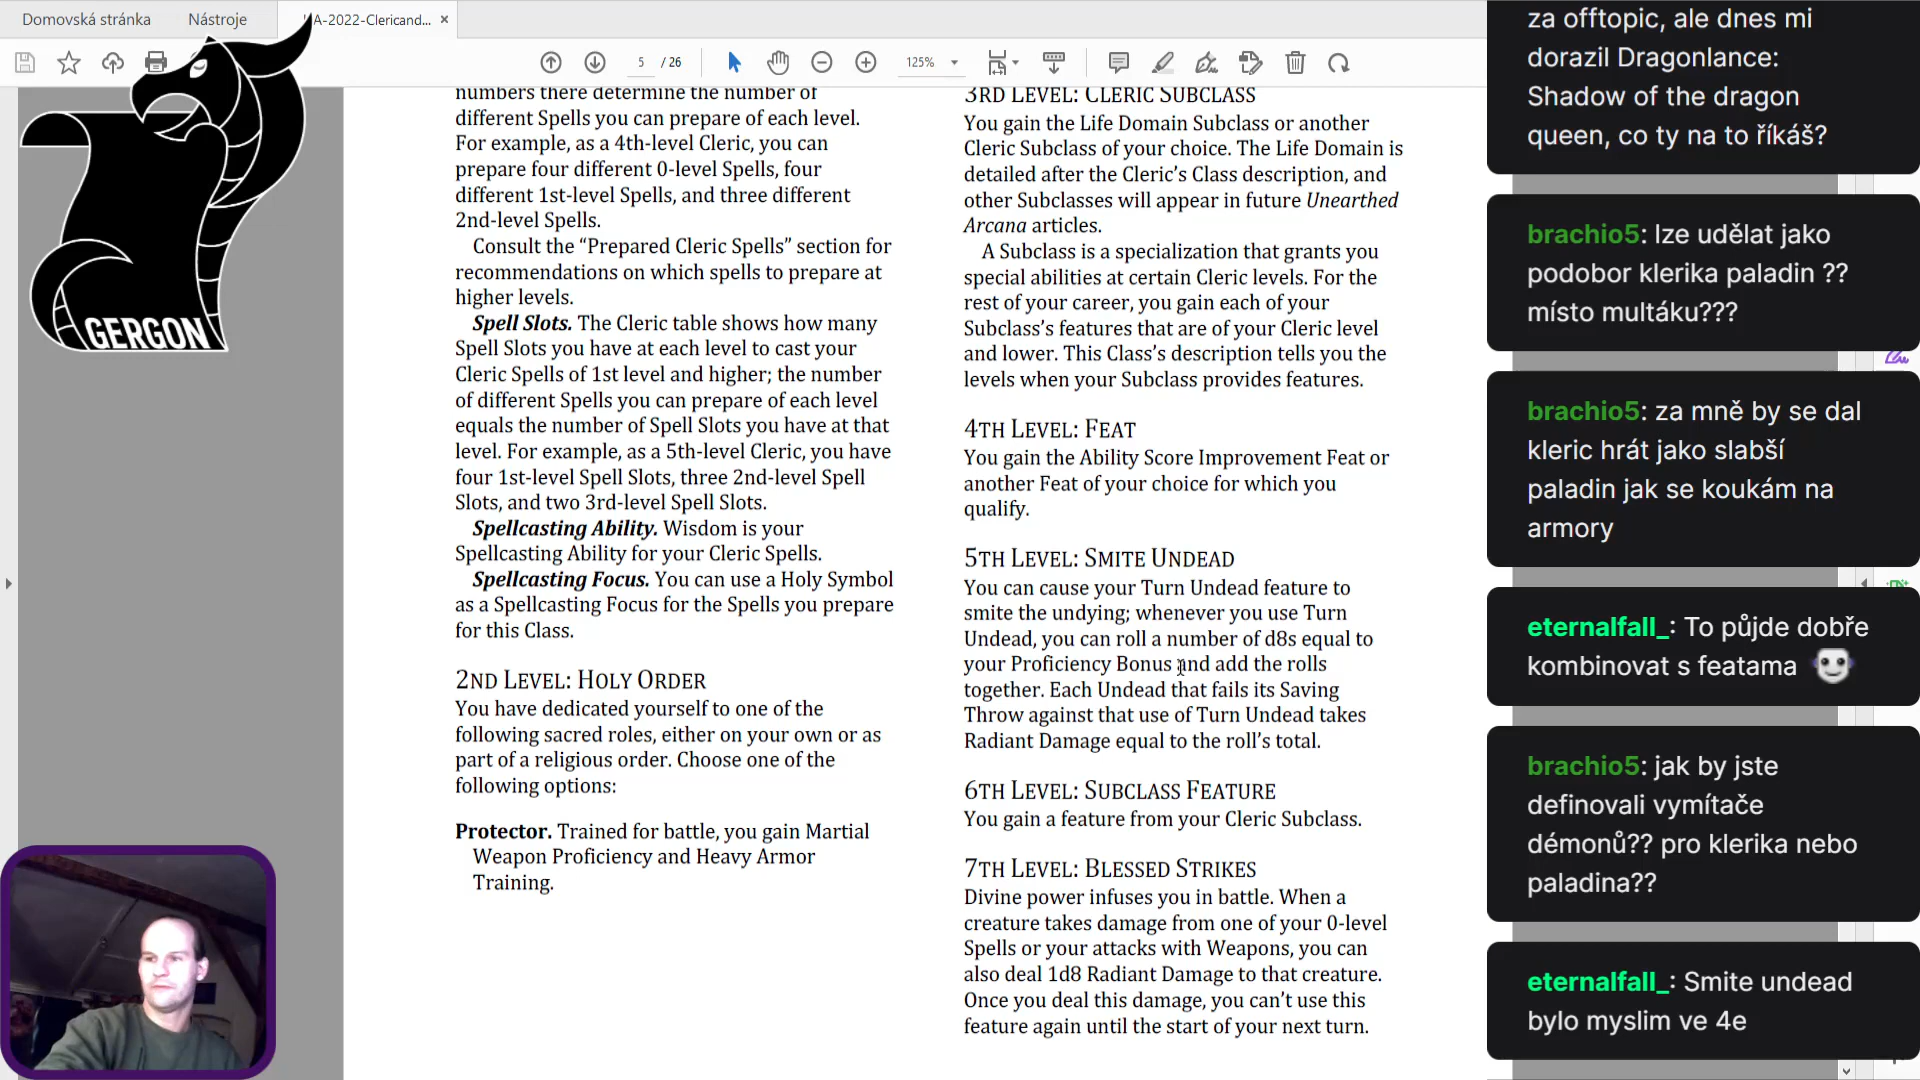 Domovská stránka
Nástroje
A-2022-Clericand...
5 / 26
125%
GERGON
numbers there determine the number of
different Spells you can prepare of each level.
For example, as a 4th-level Cleric, you can
prepare four different 0-level Spells, four
different 1st-level Spells, and three different
2nd-level Spells.
Consult the “Prepared Cleric Spells” section for
recommendations on which spells to prepare at
higher levels.
Spell Slots. The Cleric table shows how many
Spell Slots you have at each level to cast your
Cleric Spells of 1st level and higher; the number
of different Spells you can prepare of each level
equals the number of Spell Slots you have at that
level. For example, as a 5th-level Cleric, you have
four 1st-level Spell Slots, three 2nd-level Spell
Slots, and two 3rd-level Spell Slots.
Spellcasting Ability. Wisdom is your
Spellcasting Ability for your Cleric Spells.
Spellcasting Focus. You can use a Holy Symbol
as a Spellcasting Focus for the Spells you prepare
for this Class.
2ND LEVEL: HOLY ORDER
You have dedicated yourself to one of the
following sacred roles, either on your own or as
part of a religious order. Choose one of the
following options:
Protector. Trained for battle, you gain Martial
Weapon Proficiency and Heavy Armor
Training.
3RD LEVEL: CLERIC SUBCLASS
You gain the Life Domain Subclass or another
Cleric Subclass of your choice. The Life Domain is
detailed after the Cleric’s Class description, and
other Subclasses will appear in future Unearthed
Arcana articles.
A Subclass is a specialization that grants you
special abilities at certain Cleric levels. For the
rest of your career, you gain each of your
Subclass’s features that are of your Cleric level
and lower. This Class’s description tells you the
levels when your Subclass provides features.
4TH LEVEL: FEAT
You gain the Ability Score Improvement Feat or
another Feat of your choice for which you
qualify.
5TH LEVEL: SMITE UNDEAD
You can cause your Turn Undead feature to
smite the undying; whenever you use Turn
Undead, you can roll a number of d8s equal to
your Proficiency Bonus and add the rolls
together. Each Undead that fails its Saving
Throw against that use of Turn Undead takes
Radiant Damage equal to the roll’s total.
6TH LEVEL: SUBCLASS FEATURE
You gain a feature from your Cleric Subclass.
7TH LEVEL: BLESSED STRIKES
Divine power infuses you in battle. When a
creature takes damage from one of your 0-level
Spells or your attacks with Weapons, you can
also deal 1d8 Radiant Damage to that creature.
Once you deal this damage, you can’t use this
feature again until the start of your next turn.
za offtopic, ale dnes mi
dorazil Dragonlance:
Shadow of the dragon
queen, co ty na to říkáš?
brachio5: lze udělat jako
podobor klerika paladin ??
místo multáku???
brachio5: za mně by se dal
kleric hrát jako slabší
paladin jak se koukám na
armory
eternalfall_: To půjde dobře
kombinovat s featama
brachio5: jak by jste
definovali vymítače
démonů?? pro klerika nebo
paladina??
eternalfall_: Smite undead
bylo myslim ve 4e